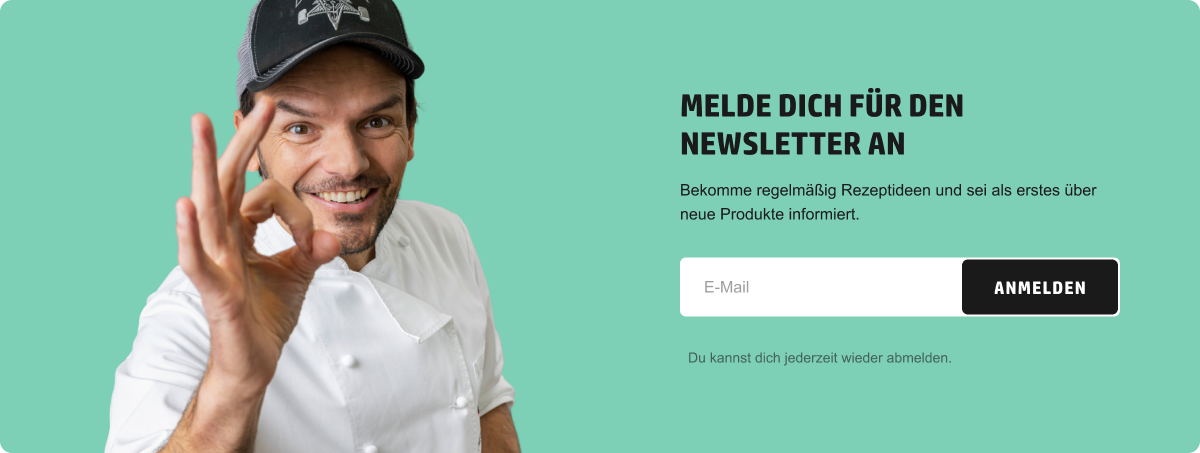 MELDE DICH FÜR DEN
NEWSLETTER AN
Bekomme regelmäßig Rezeptideen und sei als erstes über
neue Produkte informiert.
E-Mail
ANMELDEN
Du kannst dich jederzeit wieder abmelden.